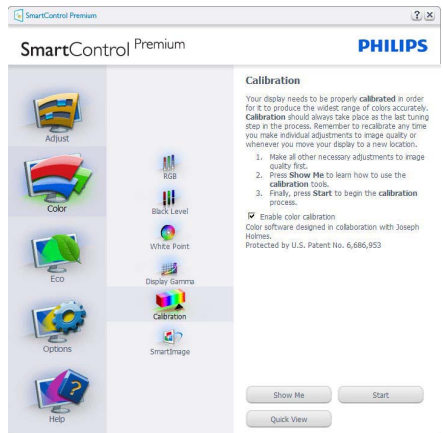 SmartControl Premium
SmartControl Premium
PHILIPS
Adjust
Color
Eco
Options
Help
RGB
Black Level
White Point
Display Gamma
Calibration
SmartImage
Calibration
Your display needs to be properly calibrated in order
for it to produce the widest range of colors accurately.
Calibration should always take place as the last tuning
step in the process. Remember to recalibrate any time
you make individual adjustments to image quality or
whenever you move your display to a new location.
1. Make all other necessary adjustments to image
quality first.
2. Press Show Me to learn how to use the
calibration tools.
3. Finally, press Start to begin the calibration
process.
Enable color calibration
Color software designed in collaboration with Joseph
Holmes.
Protected by U.S. Patent No. 6,686,953
Show Me
Start
Quick View